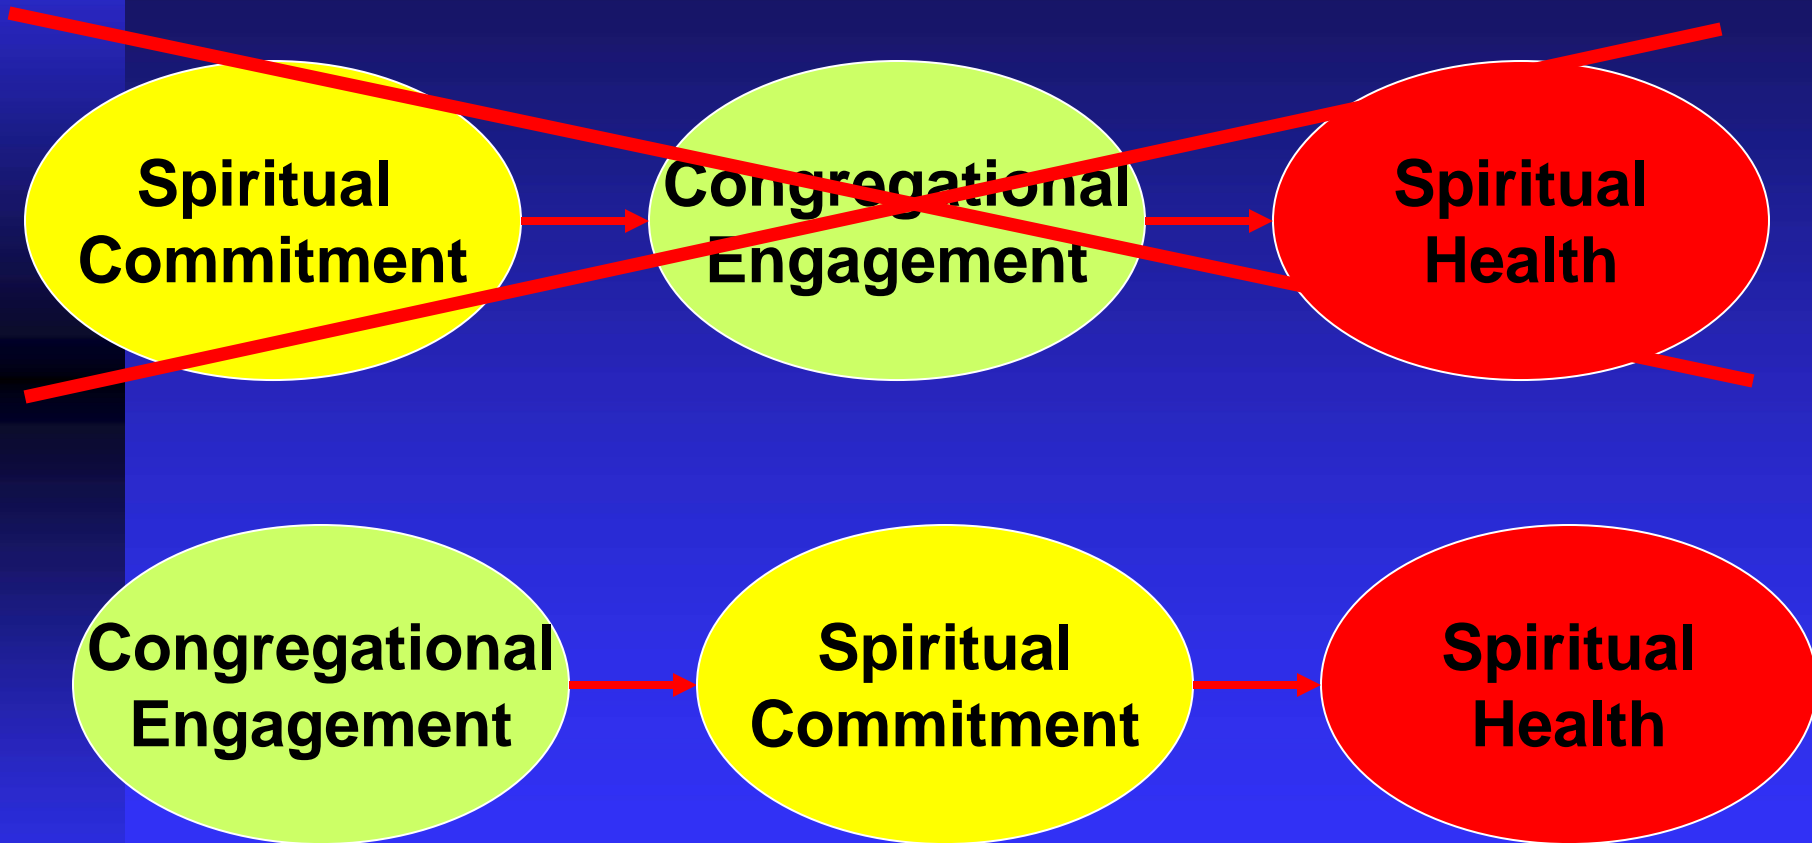 Spiritual
Commitment
Congregational
Engagement
Spiritual
Health
Congregational
Engagement
Spiritual
Commitment
Spiritual
Health